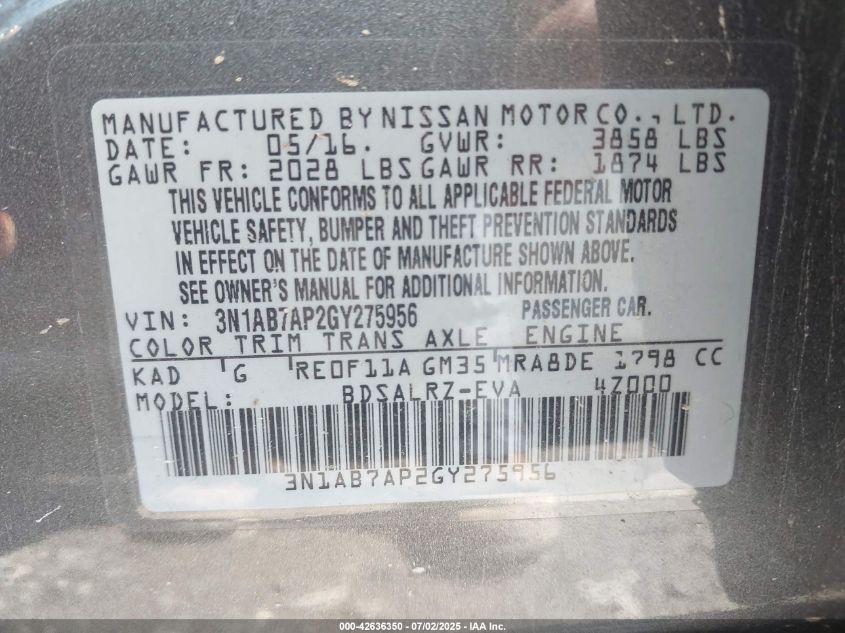 MANUFACTURED BY NISSAN MOTOR CO., LTD.
DATE: 05/16. GVWR: 3858 LBS
GAWR FR: 2028 LBS GAWR RR: 1874 LBS
THIS VEHICLE CONFORMS TO ALL APPLICABLE FEDERAL MOTOR
VEHICLE SAFETY, BUMPER AND THEFT PREVENTION STANDARDS
IN EFFECT ON THE DATE OF MANUFACTURE SHOWN ABOVE.
SEE OWNER'S MANUAL FOR ADDITIONAL INFORMATION.
VIN: 3N1AB7AP2GY275956 PASSENGER CAR.
COLOR TRIM TRANS AXLE ENGINE
KAD G RE0F11A GM35 MRA8DE 1798 CC
MODEL: BDSALRZ-EVA 47000
3N1AB7AP2GY275956
000-42636350 / 07/02/2025 - IAA Inc.